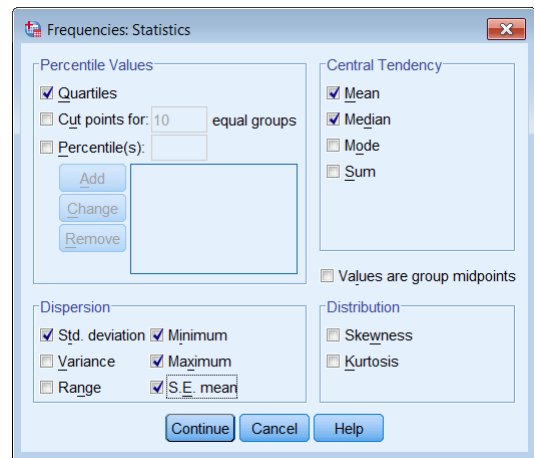 Frequencies: Statistics
Percentile Values
Quartiles
Cut points for: 10 equal groups
Percentile(s):
Add
Change
Remove
Central Tendency
Mean
Median
Mode
Sum
Values are group midpoints
Dispersion
Std. deviation Minimum
Variance Maximum
Range S.E. mean
Distribution
Skewness
Kurtosis
Continue Cancel Help